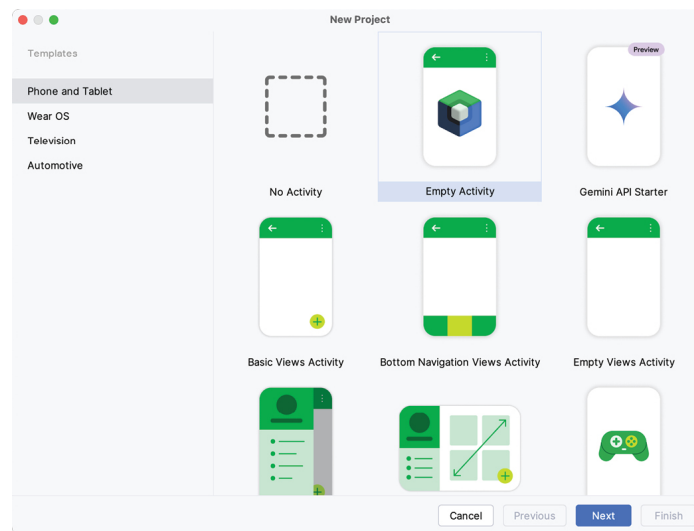 New Project
Templates
Phone and Tablet
Wear OS
Television
Automotive
Preview
No Activity
Empty Activity
Gemini API Starter
Basic Views Activity
Bottom Navigation Views Activity
Empty Views Activity
Cancel
Previous
Next
Finish